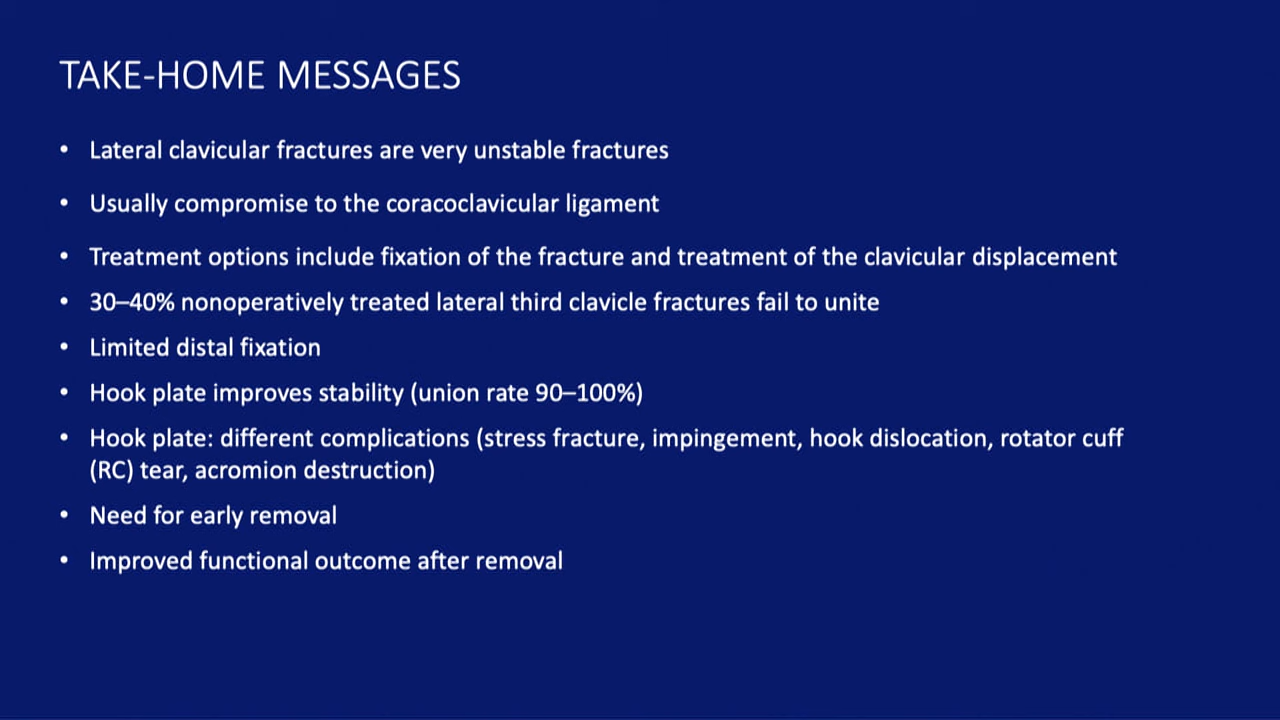 TAKE-HOME MESSAGES
• Lateral clavicular fractures are very unstable fractures
• Usually compromise to the coracoclavicular ligament
• Treatment options include fixation of the fracture and treatment of the clavicular displacement
• 30–40% nonoperatively treated lateral third clavicle fractures fail to unite
• Limited distal fixation
• Hook plate improves stability (union rate 90–100%)
• Hook plate: different complications (stress fracture, impingement, hook dislocation, rotator cuff
(RC) tear, acromion destruction)
• Need for early removal
• Improved functional outcome after removal